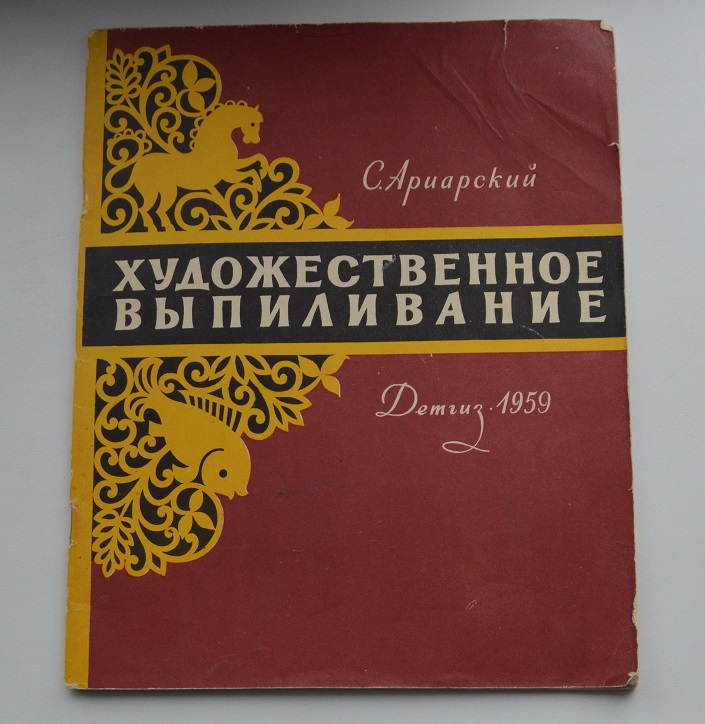 С. Ариарский
ХУДОЖЕСТВЕННОЕ
ВЫПИЛИВАНИЕ
Детгиз · 1959